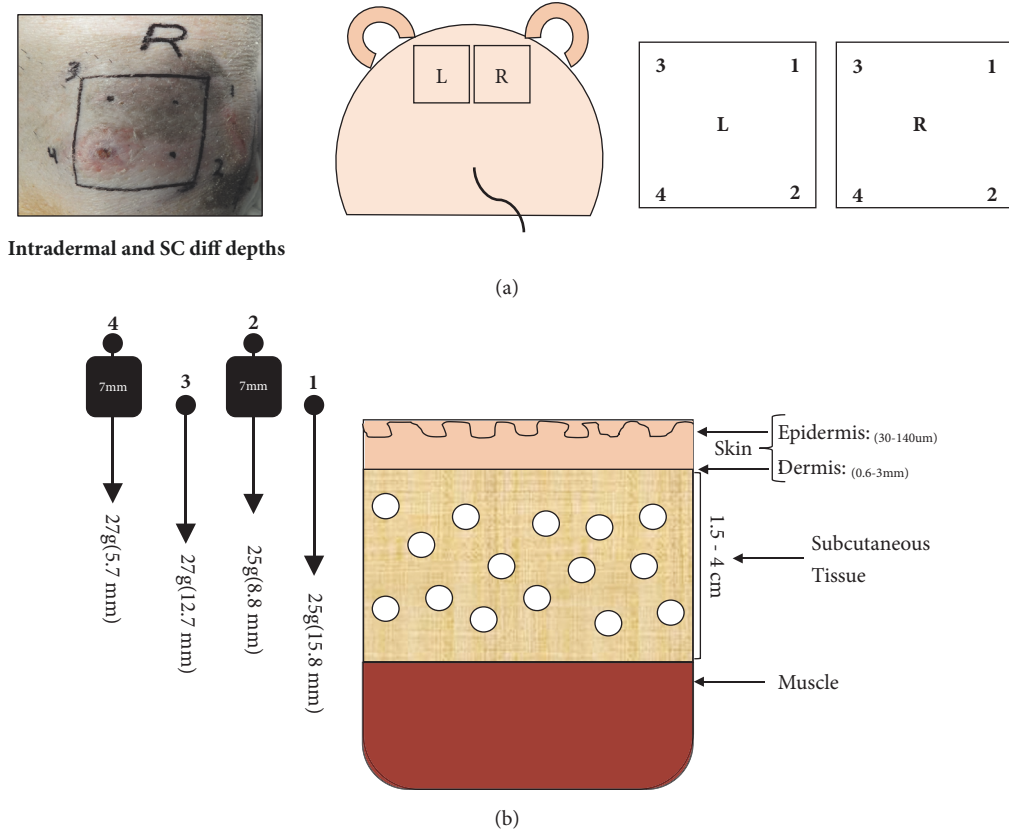 R
3
1
4
2
Intradermal and SC diff depths
L R
3 1
L
4 2
3 1
R
4 2
(a)
4
7mm
27g(5.7 mm)
3
27g(12.7 mm)
2
7mm
25g(8.8 mm)
1
25g(15.8 mm)
Skin
Epidermis: (30-140um)
Dermis: (0.6-3mm)
1.5 - 4 cm
Subcutaneous
Tissue
Muscle
(b)